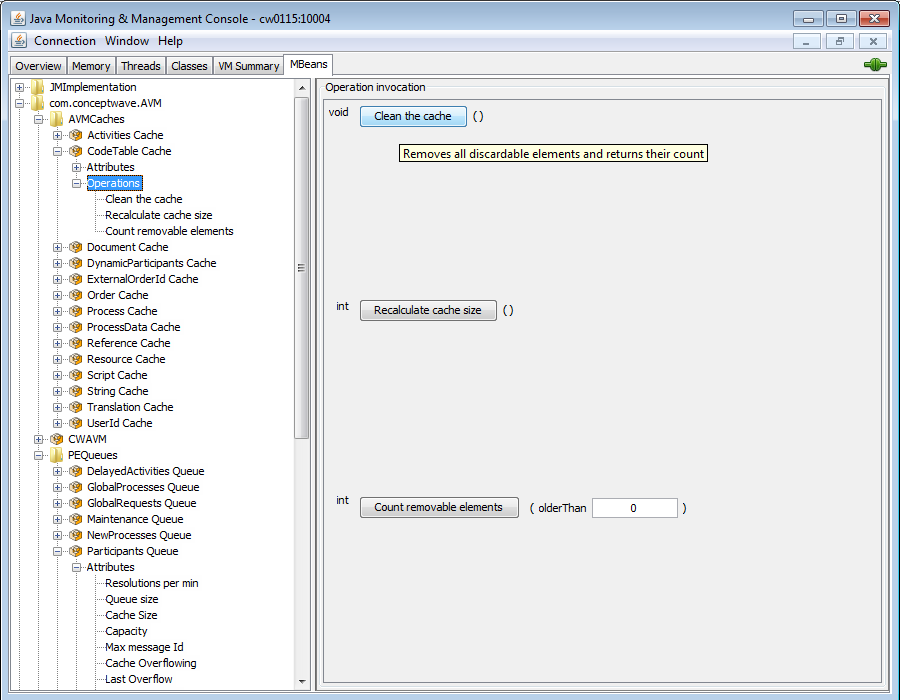 Java Monitoring & Management Console - cw0115:10004
Connection Window Help
Overview Memory Threads Classes VM Summary MBeans
JMImplementation
com.conceptwave.AVM
AVMCaches
Activities Cache
CodeTable Cache
Attributes
Operations
Clean the cache
Recalculate cache size
Count removable elements
Document Cache
DynamicParticipants Cache
ExternalOrderId Cache
Order Cache
Process Cache
ProcessData Cache
Reference Cache
Resource Cache
Script Cache
String Cache
Translation Cache
UserId Cache
CWAVM
PEQueues
DelayedActivities Queue
GlobalProcesses Queue
GlobalRequests Queue
Maintenance Queue
NewProcesses Queue
Participants Queue
Attributes
Resolutions per min
Queue size
Cache Size
Capacity
Max message Id
Cache Overflowing
Last Overflow
Operation invocation
void Clean the cache ( )
Removes all discardable elements and returns their count
int Recalculate cache size ( )
int Count removable elements ( olderThan 0 )